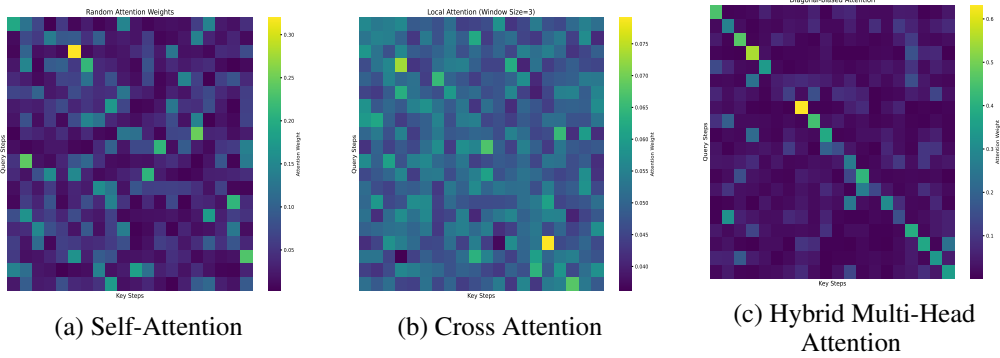 Random Attention Weights
0.30
0.25
0.20
0.15
0.10
0.05
Query Steps
Attention Weight
Key Steps
(a) Self-Attention
Local Attention (Window Size=3)
0.075
0.070
0.065
0.060
0.055
0.050
0.045
0.040
Query Steps
Attention Weight
Key Steps
(b) Cross Attention
Diagonal-Biased Attention
0.6
0.5
0.4
0.3
0.2
0.1
Query Steps
Attention Weight
Key Steps
(c) Hybrid Multi-Head
Attention